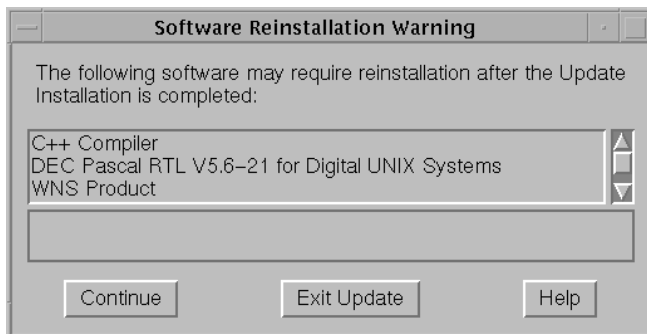 Software Reinstallation Warning
The following software may require reinstallation after the Update
Installation is completed:
C++ Compiler
DEC Pascal RTL V5.6–21 for Digital UNIX Systems
WNS Product
Continue
Exit Update
Help